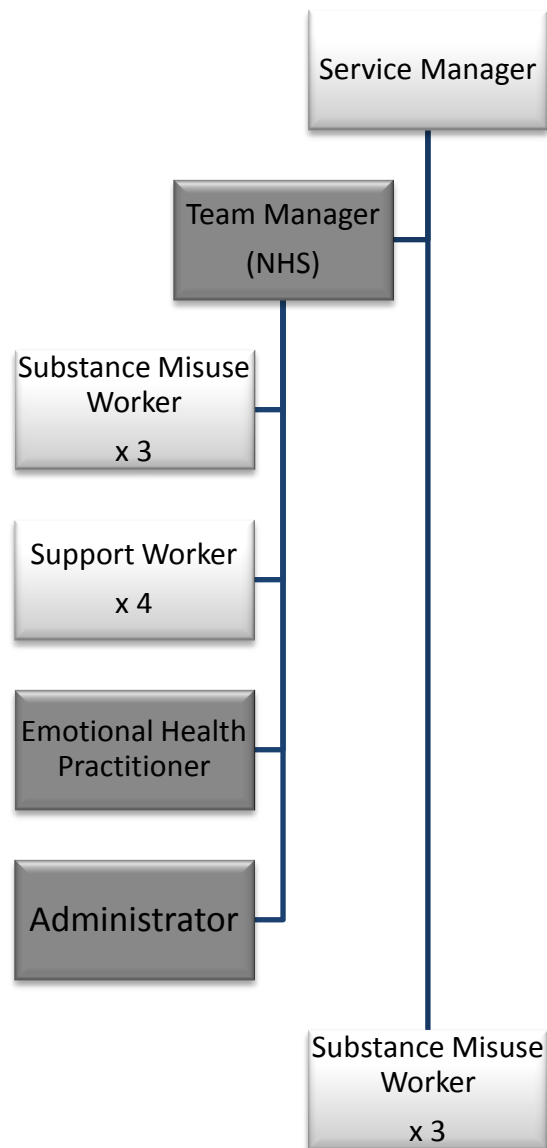 Service Manager
Team Manager
(NHS)
Substance Misuse
Worker
x 3
Support Worker
x 4
Emotional Health
Practitioner
Administrator
Substance Misuse
Worker
x 3